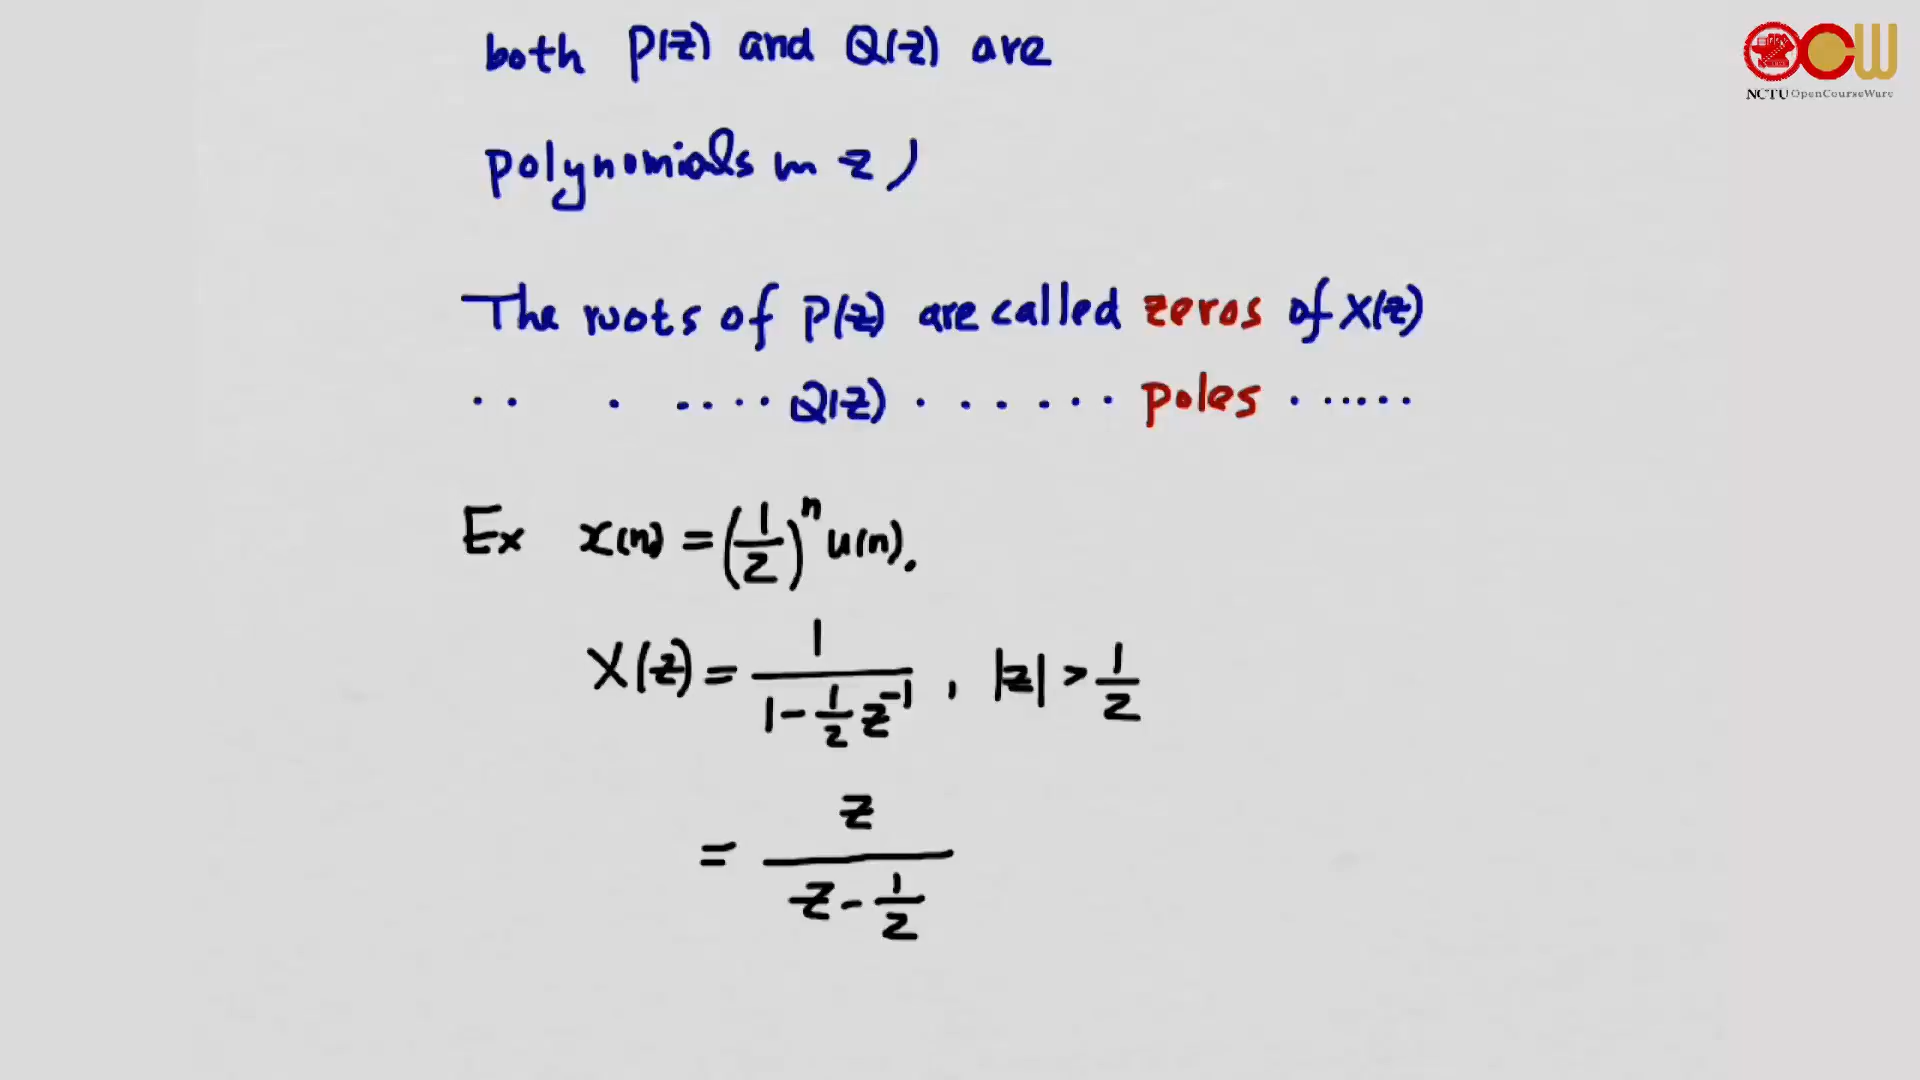 both P(z) and Q(z) are
polynomials in z)
The roots of P(z) are called zeros of X(z)
.. . .... Q(z) . . . . ... poles . .....
Ex x(n) = (1/2)^n u(n).
X(z) = 1/(1 - 1/2 z^-1) , |z| > 1/2
= z/(z - 1/2)
OCW
NCTU OpenCourseWare